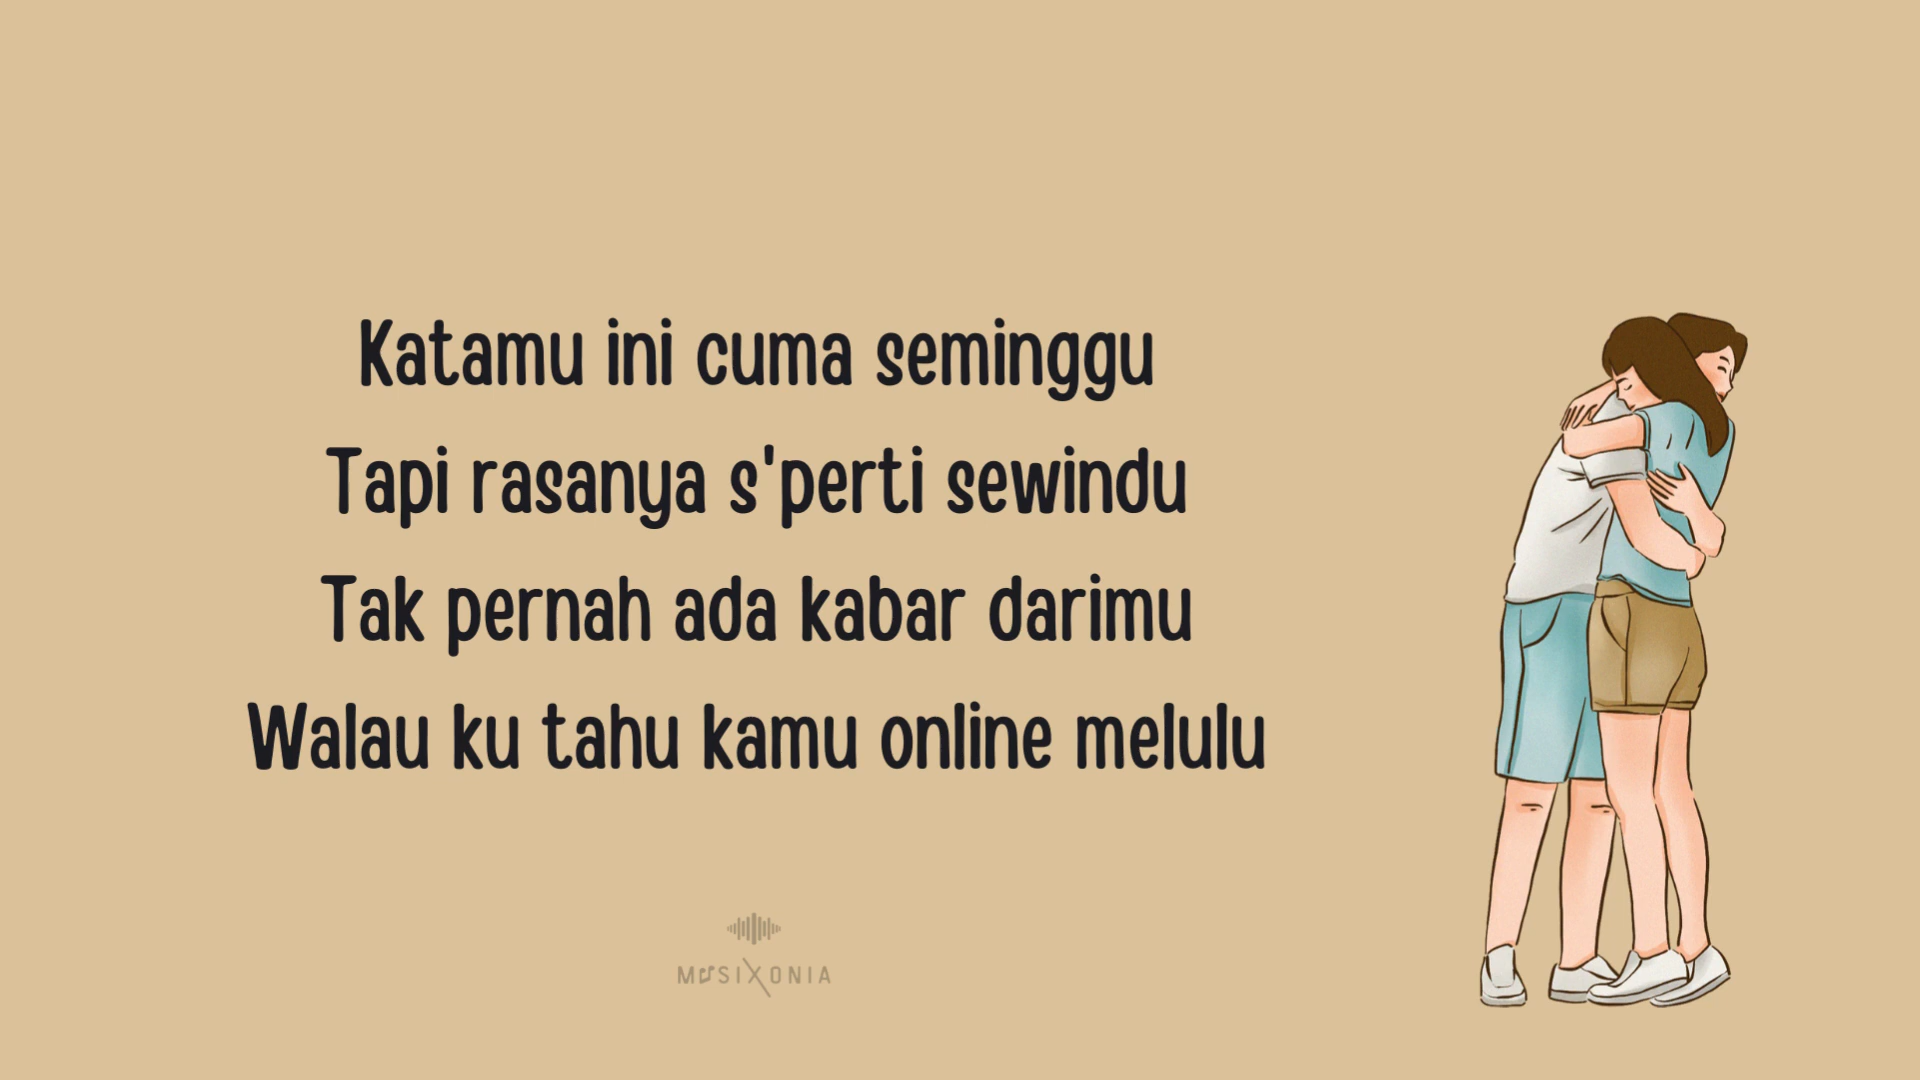 Katamu ini cuma seminggu
Tapi rasanya s'perti sewindu
Tak pernah ada kabar darimu
Walau ku tahu kamu online melulu
MUSIXONIA